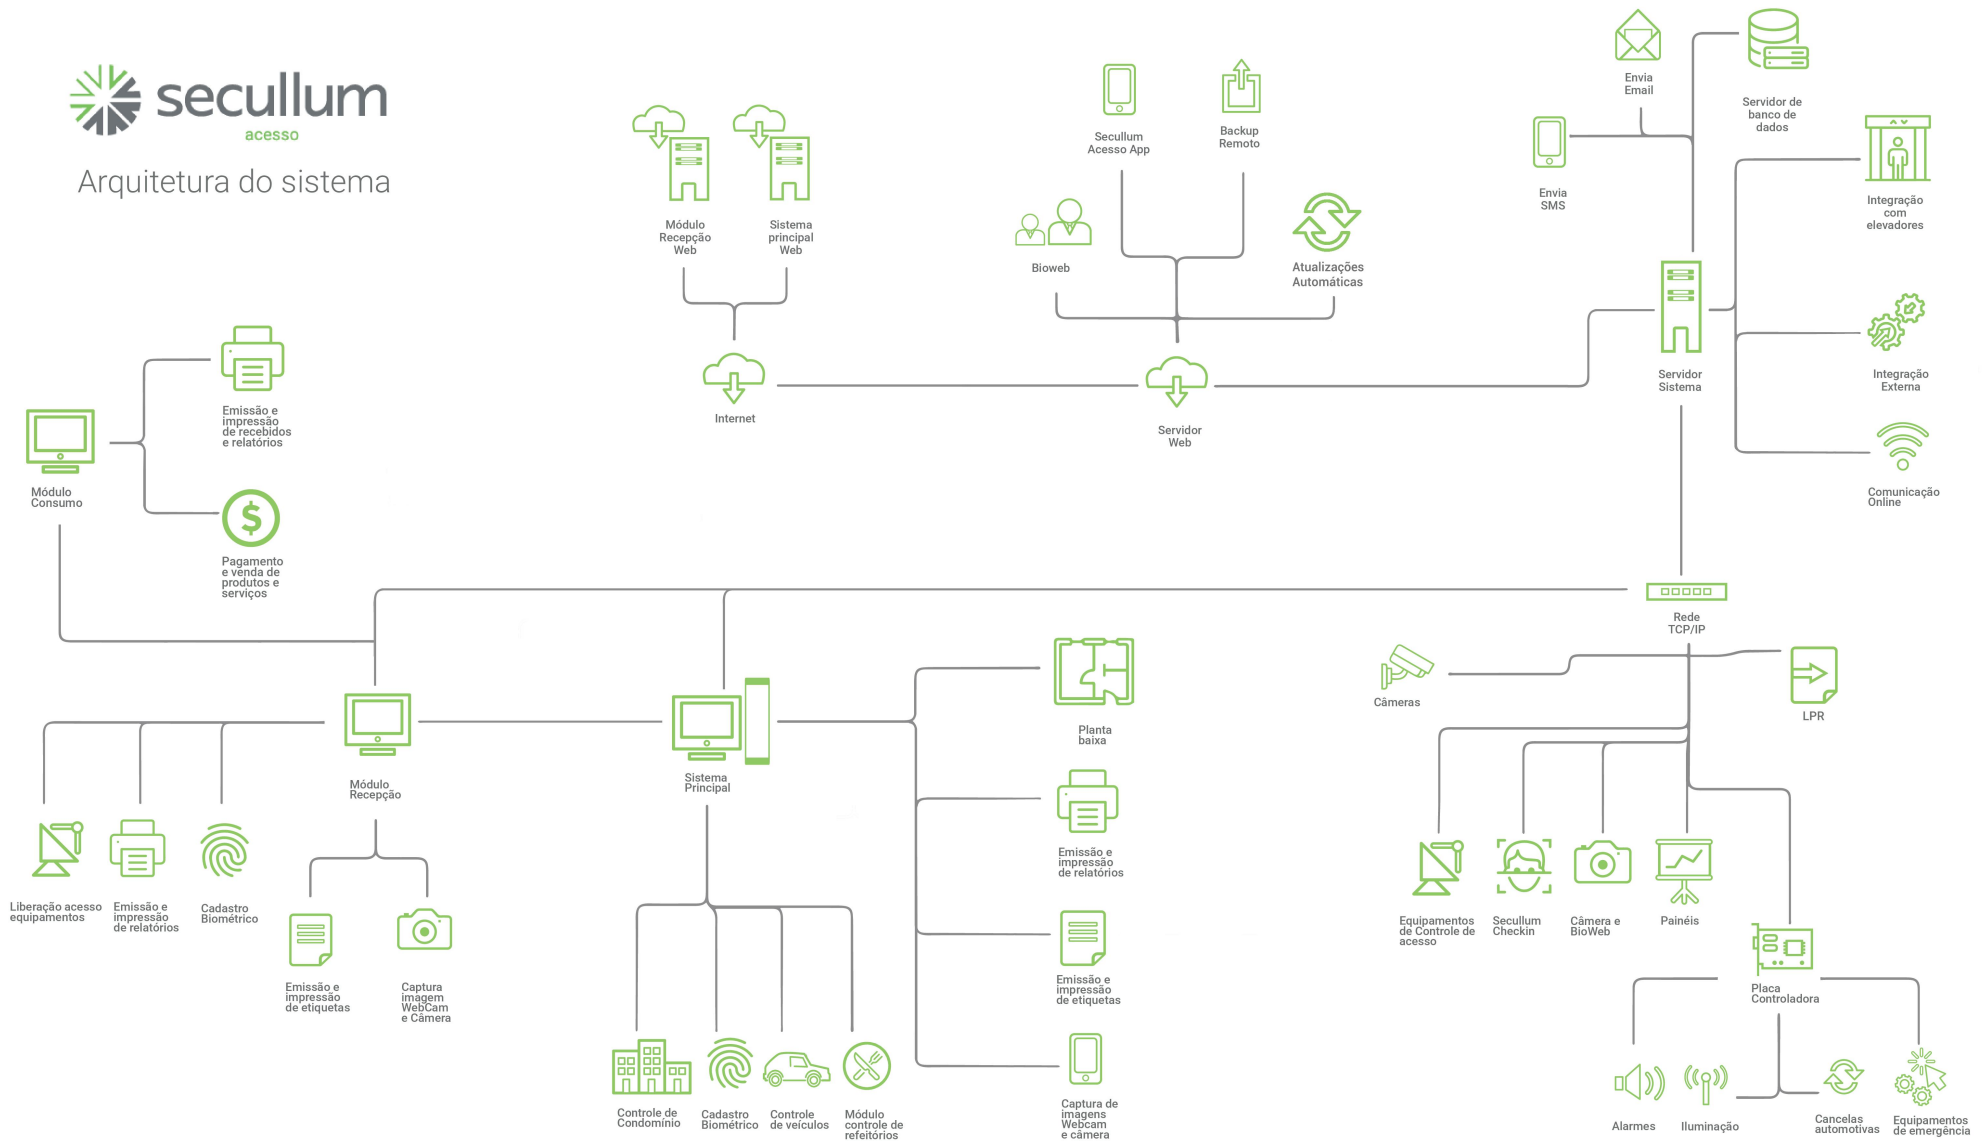 secullum
acesso
Arquitetura do sistema
Módulo
Recepção
Web
Sistema
principal
Web
Internet
Secullum
Acesso App
Backup
Remoto
Bioweb
Atualizações
Automáticas
Servidor
Web
Envia
Email
Servidor de
banco de
dados
Envia
SMS
Integração
com
elevadores
Servidor
Sistema
Integração
Externa
Comunicação
Online
Emissão e
impressão
de recebidos
e relatórios
Módulo
Consumo
$
Pagamento
e venda de
produtos e
serviços
Rede
TCP/IP
Câmeras
LPR
Módulo
Recepção
Sistema
Principal
Planta
baixa
Emissão e
impressão
de relatórios
Emissão e
impressão
de etiquetas
Captura de
imagens
Webcam
e câmera
Liberação acesso
equipamentos
Emissão e
impressão
de relatórios
Cadastro
Biométrico
Emissão e
impressão
de etiquetas
Captura
imagem
WebCam
e Câmera
Controle de
Condomínio
Cadastro
Biométrico
Controle
de veículos
Módulo
controle de
refeitórios
Equipamentos
de Controle de
acesso
Secullum
Checkin
Câmera e
BioWeb
Painéis
Placa
Controladora
Alarmes
Iluminação
Cancelas
automotivas
Equipamentos
de emergência